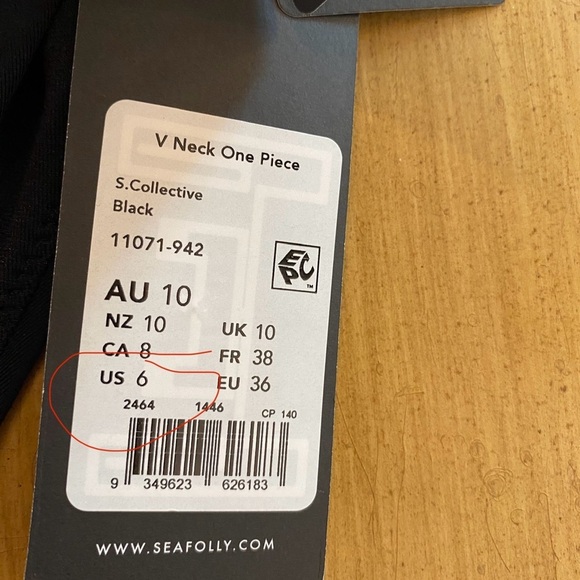 V Neck One Piece
S.Collective
Black
11071-942
EPC™
AU 10
NZ 10 UK 10
CA 8 FR 38
US 6 EU 36
2464 1446 CP 140
9 349623 626183
WWW.SEAFOLLY.COM